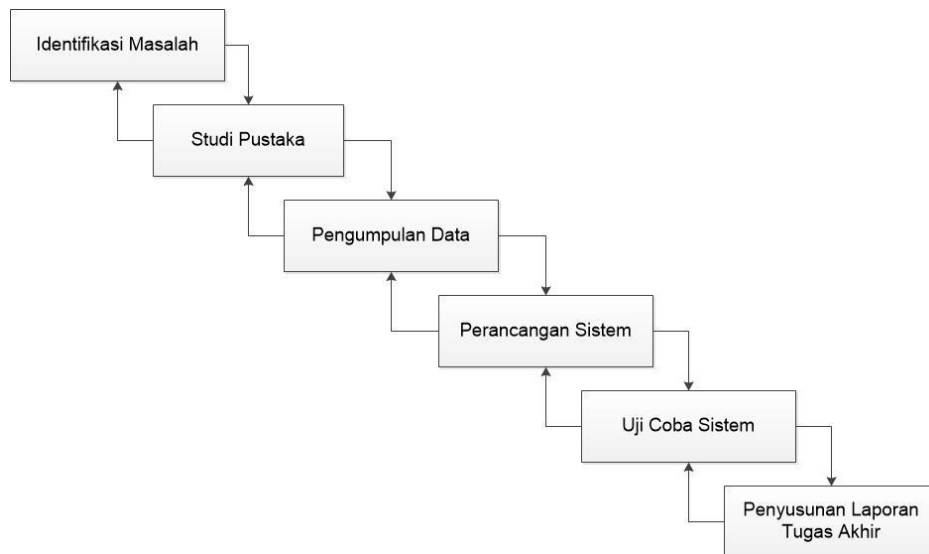 Identifikasi Masalah
Studi Pustaka
Pengumpulan Data
Perancangan Sistem
Uji Coba Sistem
Penyusunan Laporan
Tugas Akhir